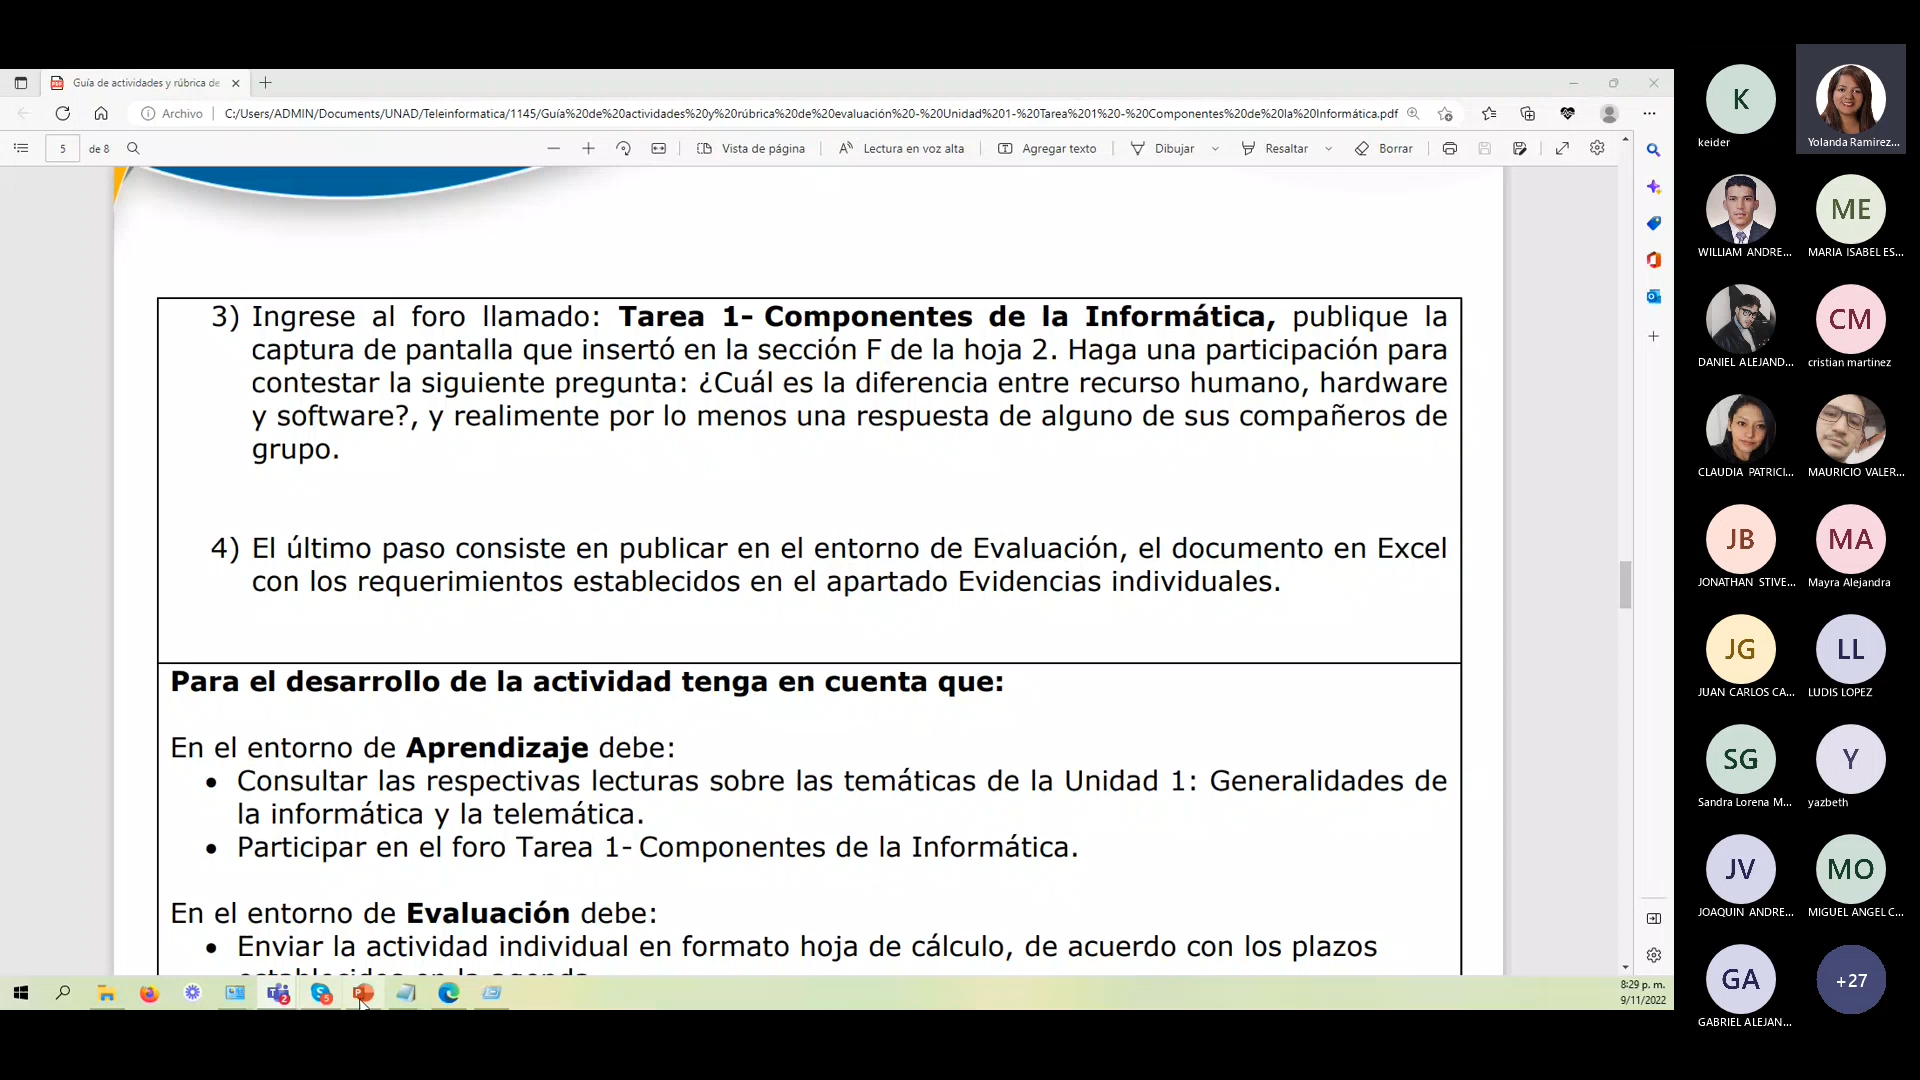 Guía de actividades y rúbrica de
Archivo
C:/Users/ADMIN/Documents/UNAD/Teleinformatica/1145/Guía%20de%20actividades%20y%20rúbrica%20de%20evaluación%20-%20Unidad%201-%20Tarea%201%20-%20Componentes%20de%20la%20Informática.pdf
5 de 8
Vista de página
Lectura en voz alta
Agregar texto
Dibujar
Resaltar
Borrar
3) Ingrese al foro llamado: Tarea 1- Componentes de la Informática, publique la
captura de pantalla que insertó en la sección F de la hoja 2. Haga una participación para
contestar la siguiente pregunta: ¿Cuál es la diferencia entre recurso humano, hardware
y software?, y realimente por lo menos una respuesta de alguno de sus compañeros de
grupo.
4) El último paso consiste en publicar en el entorno de Evaluación, el documento en Excel
con los requerimientos establecidos en el apartado Evidencias individuales.
Para el desarrollo de la actividad tenga en cuenta que:
En el entorno de Aprendizaje debe:
• Consultar las respectivas lecturas sobre las temáticas de la Unidad 1: Generalidades de
la informática y la telemática.
• Participar en el foro Tarea 1- Componentes de la Informática.
En el entorno de Evaluación debe:
• Enviar la actividad individual en formato hoja de cálculo, de acuerdo con los plazos
8:29 p. m.
9/11/2022
K
keider
Yolanda Ramirez...
WILLIAM ANDRE...
ME
MARIA ISABEL ES...
DANIEL ALEJAND...
CM
cristian martinez
CLAUDIA PATRICI...
MAURICIO VALER...
JB
JONATHAN STIVE...
MA
Mayra Alejandra
JG
JUAN CARLOS CA...
LL
LUDIS LOPEZ
SG
Sandra Lorena M...
Y
yazbeth
JV
JOAQUIN ANDRE...
MO
MIGUEL ANGEL C...
GA
GABRIEL ALEJAN...
+27